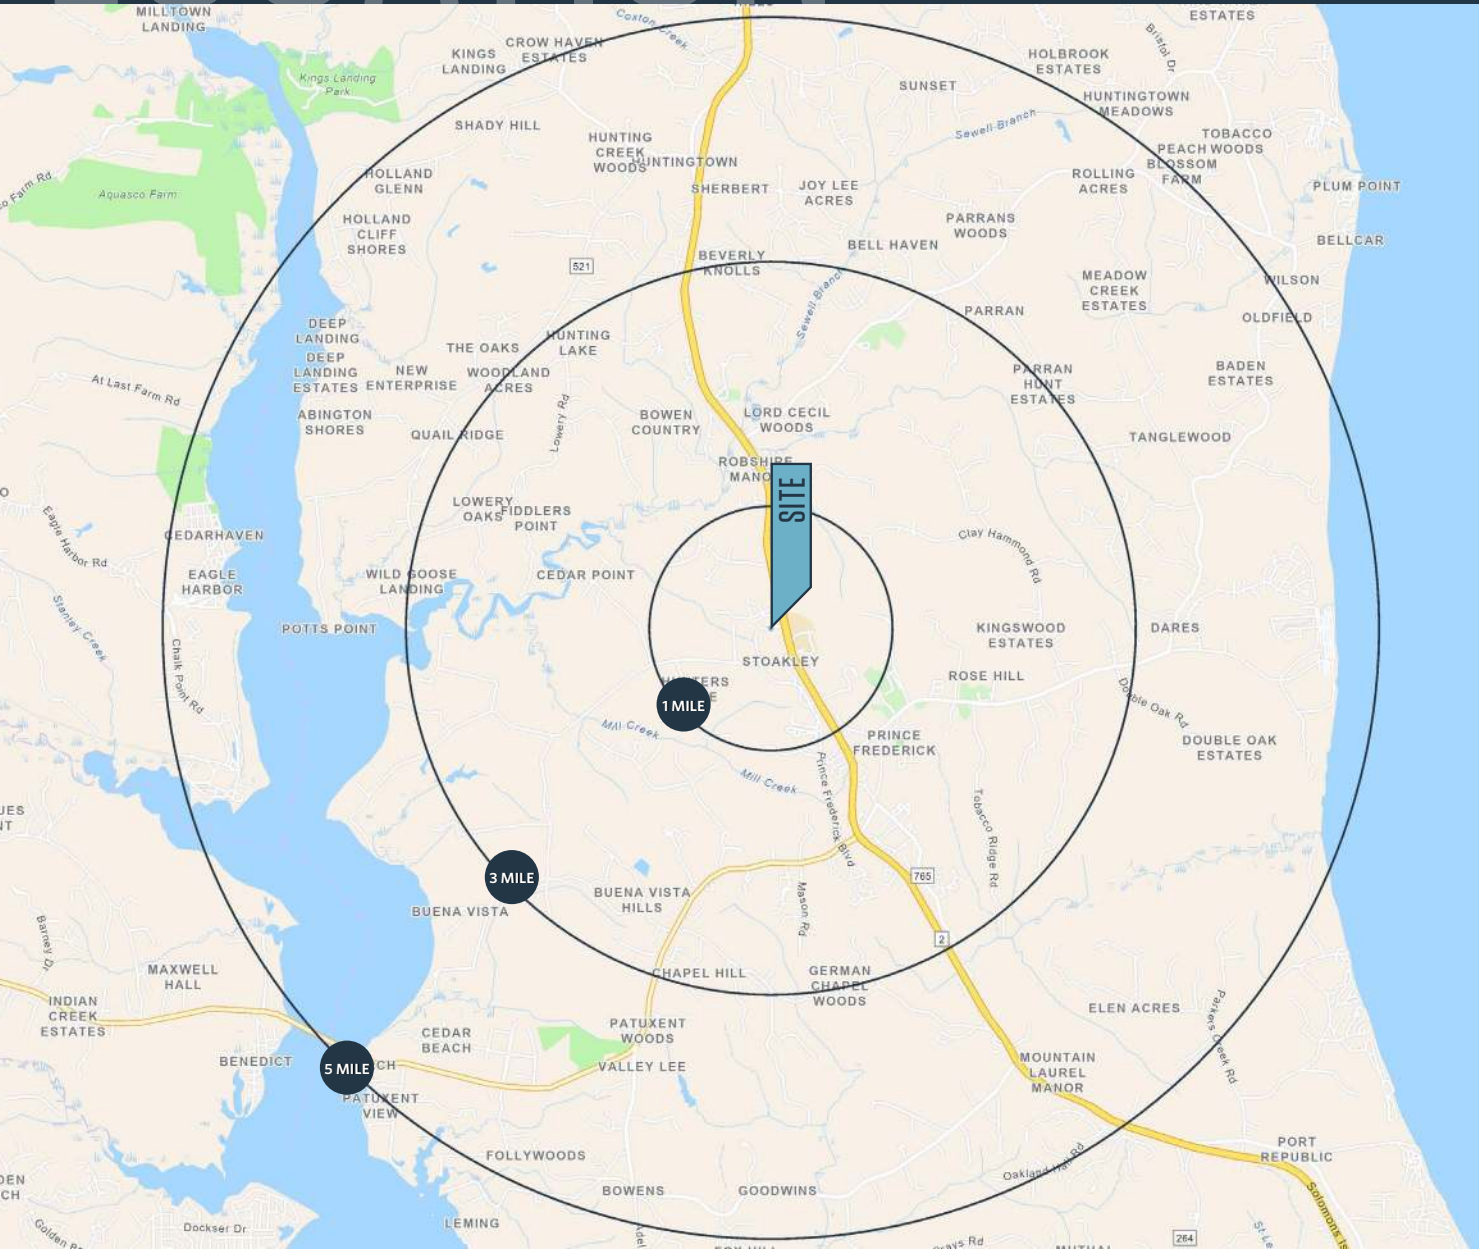 MILLTOWN
LANDING
Coxton Creek
CROW HAVEN
ESTATES
KINGS
LANDING
ESTATES
Bristol Dr
HOLBROOK
ESTATES
Kings Landing
Park
SUNSET
HUNTINGTOWN
MEADOWS
SHADY HILL
Sewell Branch
HUNTING
CREEK
WOODS
HUNTINGTOWN
TOBACCO
PEACH WOODS
BLOSSOM
FARM
HOLLAND
GLENN
Aquasco Farm
Farm Rd
SHERBERT
JOY LEE
ACRES
ROLLING
ACRES
PLUM POINT
HOLLAND
CLIFF
SHORES
PARRANS
WOODS
BELL HAVEN
BELLCAR
BEVERLY
KNOLLS
521
Sewell Branch
MEADOW
CREEK
ESTATES
WILSON
PARRAN
OLDFIELD
DEEP
LANDING
HUNTING
LAKE
THE OAKS
DEEP
LANDING
ESTATES
NEW
ENTERPRISE
WOODLAND
ACRES
PARRAN
HUNT
ESTATES
BADEN
ESTATES
At Last Farm Rd
Lowery Rd
ABINGTON
SHORES
QUAIL RIDGE
BOWEN
COUNTRY
LORD CECIL
WOODS
TANGLEWOOD
ROBSHIRE
SITE
LOWERY
OAKS
FIDDLERS
POINT
Eagle Harbor Rd
CEDARHAVEN
Clay Hammond Rd
EAGLE
HARBOR
WILD GOOSE
LANDING
CEDAR POINT
Stanley Creek
POTTS POINT
KINGSWOOD
ESTATES
DARES
Chalk Point Rd
STOAKLEY
ROSE HILL
1 MILE
Double Oak Rd
Mill Creek
PRINCE
FREDERICK
DOUBLE OAK
ESTATES
Mill Creek
Prince Frederick Blvd
Tobacco Ridge Rd
3 MILE
765
BUENA VISTA
HILLS
Mason Rd
BUENA VISTA
Barney Dr
2
MAXWELL
HALL
CHAPEL HILL
GERMAN
CHAPEL
WOODS
INDIAN
CREEK
ESTATES
Parkers Creek Rd
ELEN ACRES
CEDAR
BEACH
PATUXENT
WOODS
BENEDICT
5 MILE
VALLEY LEE
MOUNTAIN
LAUREL
MANOR
PATUXENT
VIEW
FOLLYWOODS
Oakland Hall Rd
PORT
REPUBLIC
BOWENS
GOODWINS
LEMING
Dockser Dr
Solomons Is
264